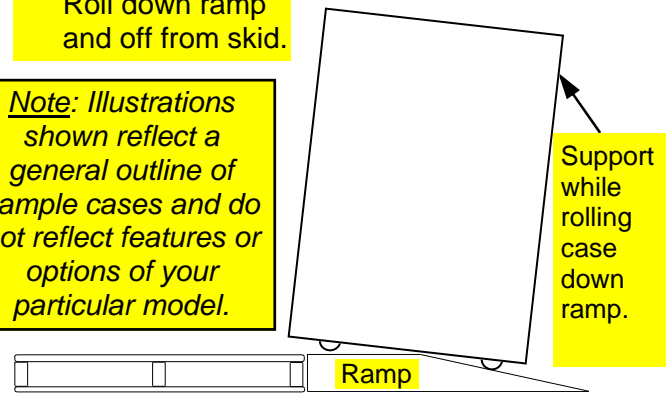 Roll down ramp
and off from skid.
Note: Illustrations
shown reflect a
general outline of
ample cases and do
ot reflect features or
options of your
particular model.
Support
while
rolling
case
down
ramp.
Ramp